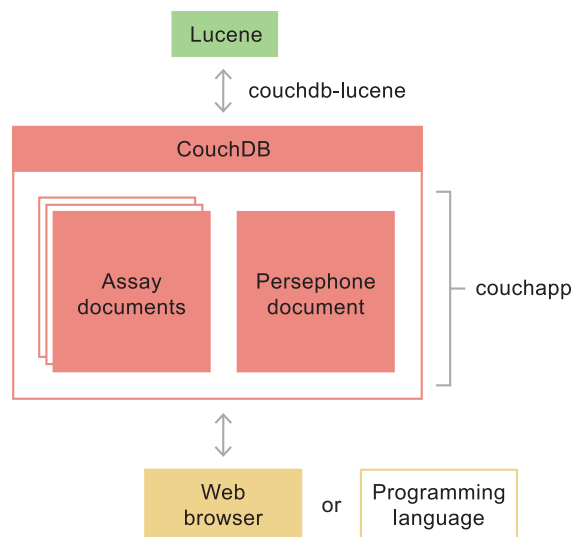 Lucene
couchdb-lucene
CouchDB
Assay
documents
Persephone
document
couchapp
Web
browser
or
Programming
language